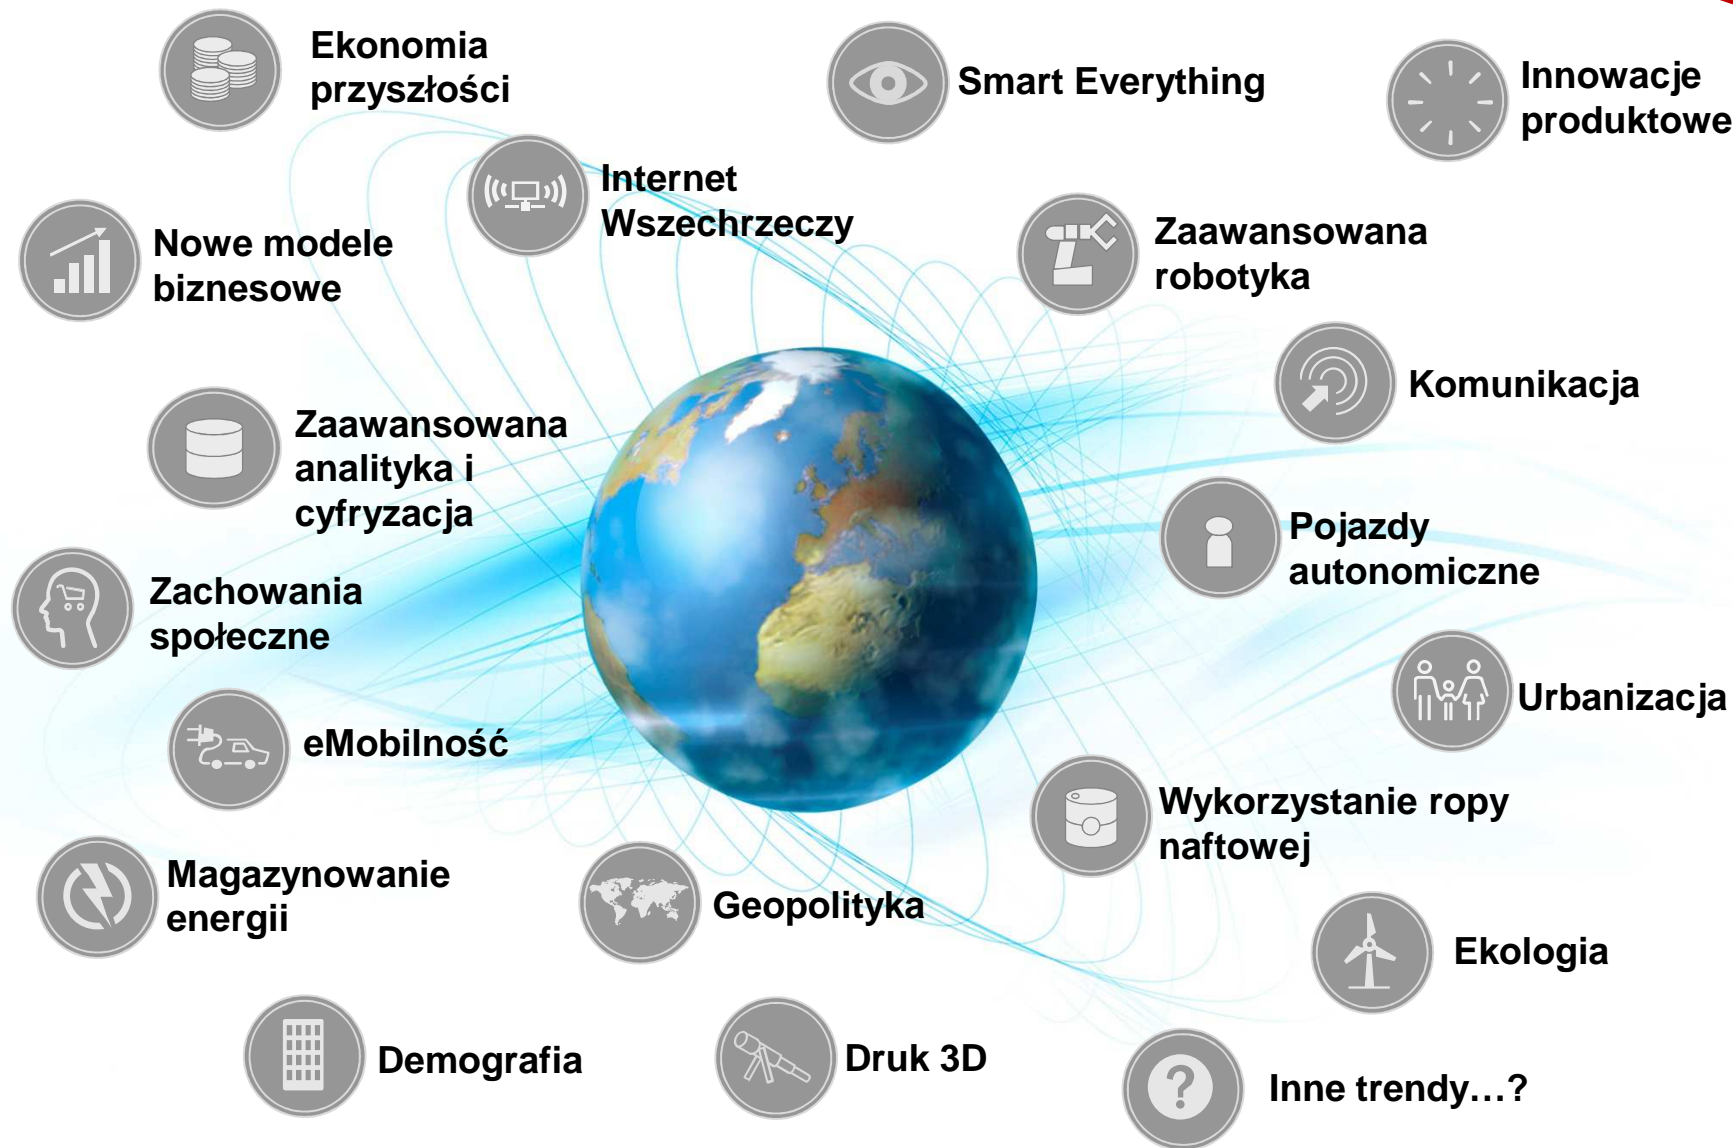 Ekonomia
przyszłości
Smart Everything
Innowacje
produktowe
Internet
Wszechrzeczy
Nowe modele
biznesowe
Zaawansowana
robotyka
Komunikacja
Zaawansowana
analityka i
cyfryzacja
Pojazdy
autonomiczne
Zachowania
społeczne
Urbanizacja
eMobilność
Wykorzystanie ropy
naftowej
Magazynowanie
energii
Geopolityka
Ekologia
Demografia
Druk 3D
Inne trendy...?